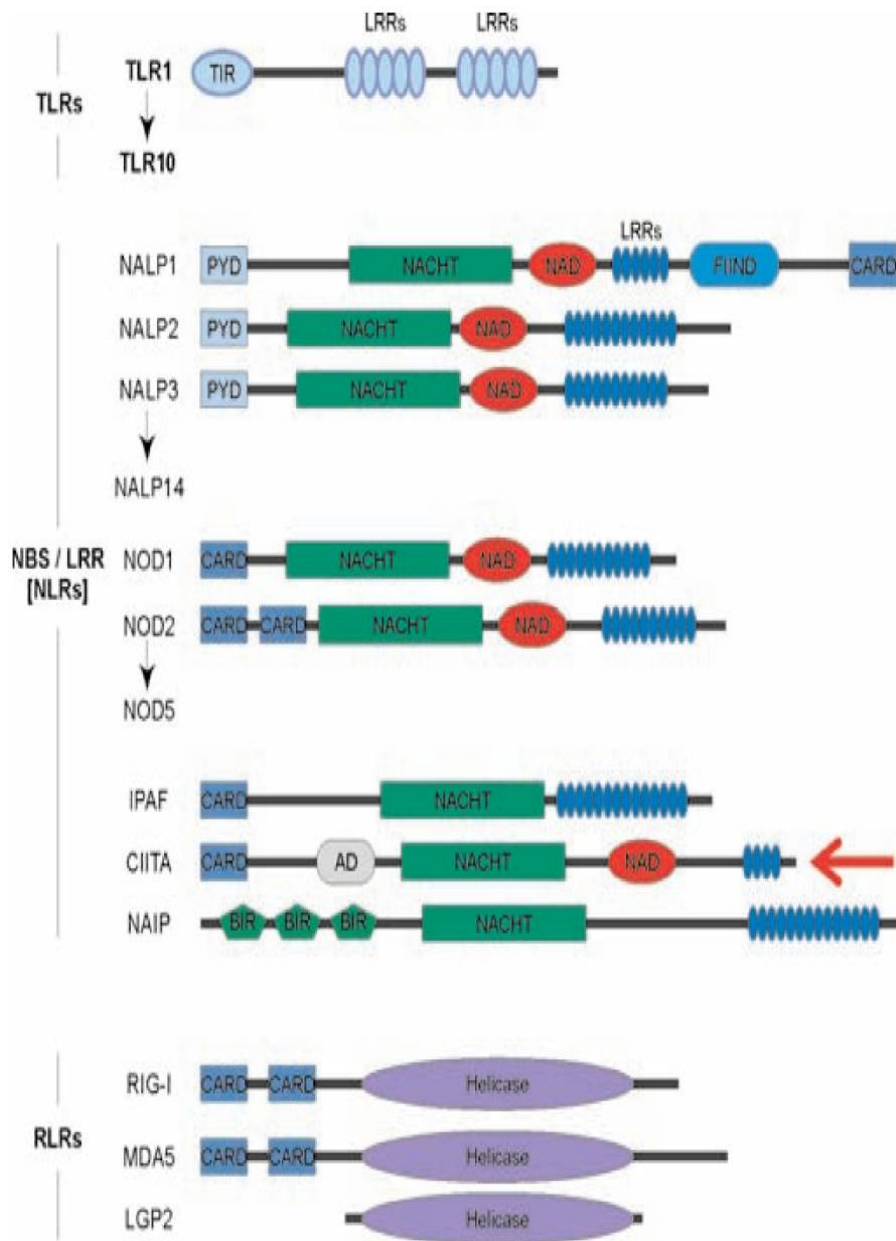 LRRs LRRs
TLR1 TIR
TLRs
TLR10
LRRs
NALP1 PYD NACHT NAD FIIND CARD
NALP2 PYD NACHT NAD
NALP3 PYD NACHT NAD
NALP14
NBS / LRR
[NLRs]
NOD1 CARD NACHT NAD
NOD2 CARD CARD NACHT NAD
NOD5
IPAF CARD NACHT
CIITA CARD AD NACHT NAD
NAIP BIR BIR BIR NACHT
RIG-I CARD CARD Helicase
RLRs
MDA5 CARD CARD Helicase
LGP2 Helicase